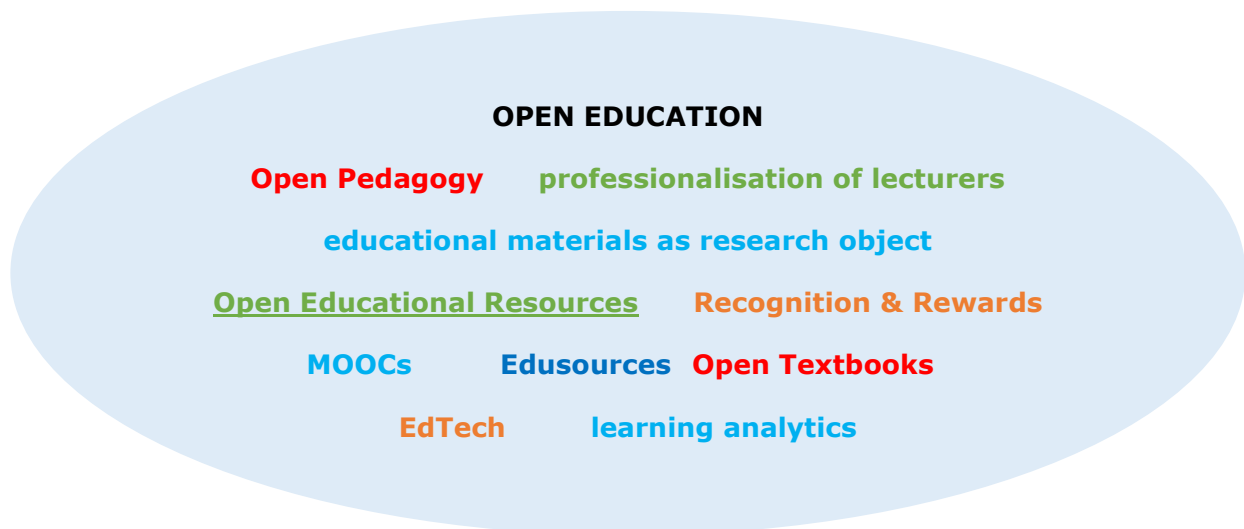 OPEN EDUCATION
Open Pedagogy professionalisation of lecturers
educational materials as research object
Open Educational Resources Recognition & Rewards
MOOCs Edusources Open Textbooks
EdTech learning analytics